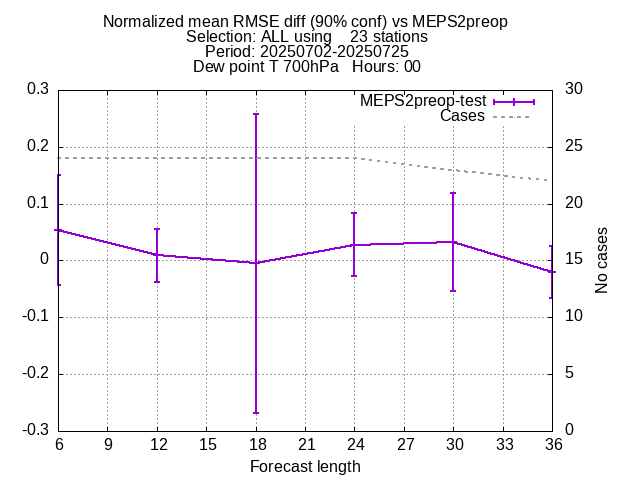 Normalized mean RMSE diff (90% conf) vs MEPS2preop
Selection: ALL using    23 stations
Period: 20250702-20250725
Dew point T 700hPa   Hours: 00
0.3
0.2
0.1
0
-0.1
-0.2
-0.3
MEPS2preop-test
Cases
30
25
20
15
10
5
0
No cases
6 9 12 15 18 21 24 27 30 33 36
Forecast length